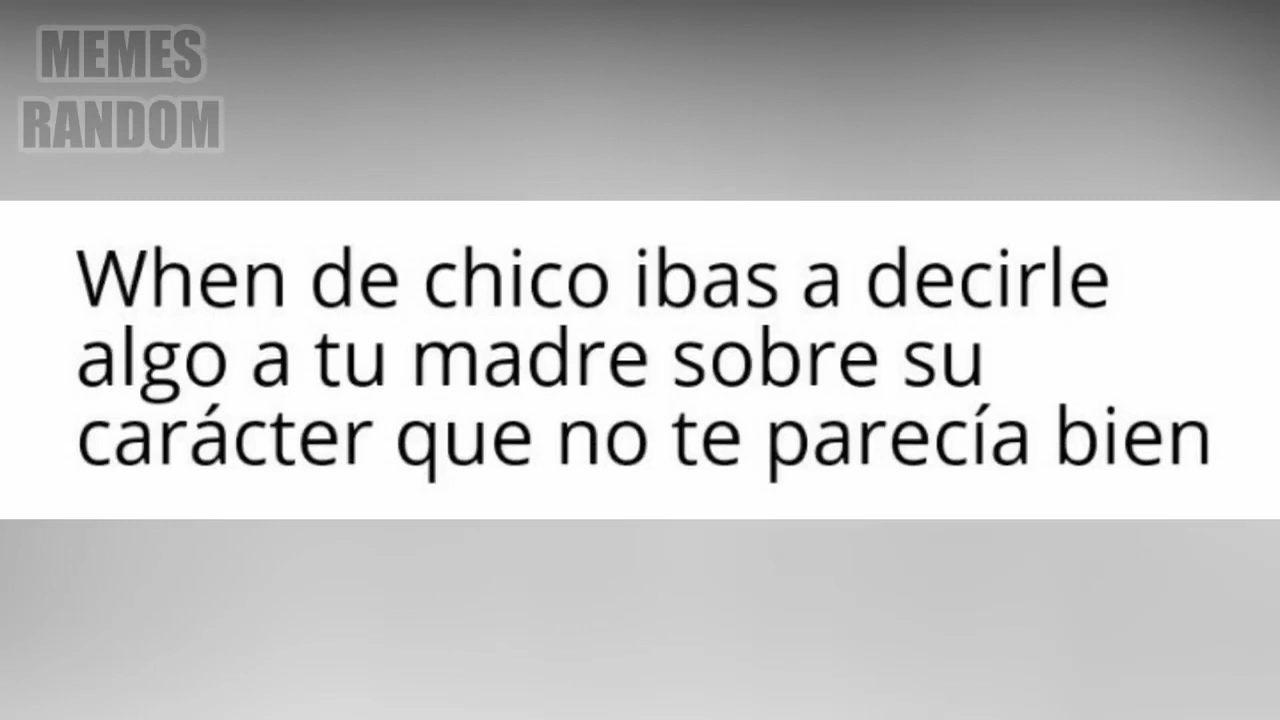 MEMES
RANDOM
When de chico ibas a decirle
algo a tu madre sobre su
carácter que no te parecía bien